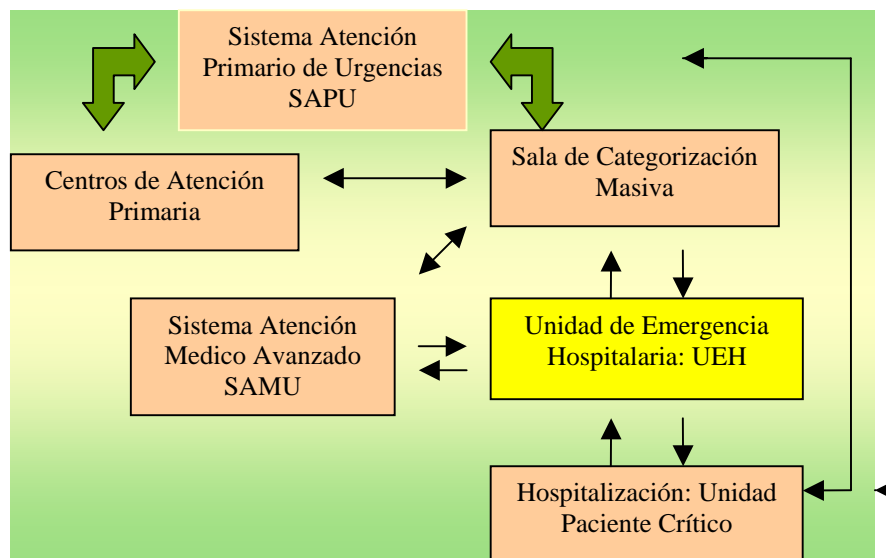 Sistema Atención
Primario de Urgencias
SAPU
Centros de Atención
Primaria
Sala de Categorización
Masiva
Sistema Atención
Medico Avanzado
SAMU
Unidad de Emergencia
Hospitalaria: UEH
Hospitalización: Unidad
Paciente Crítico